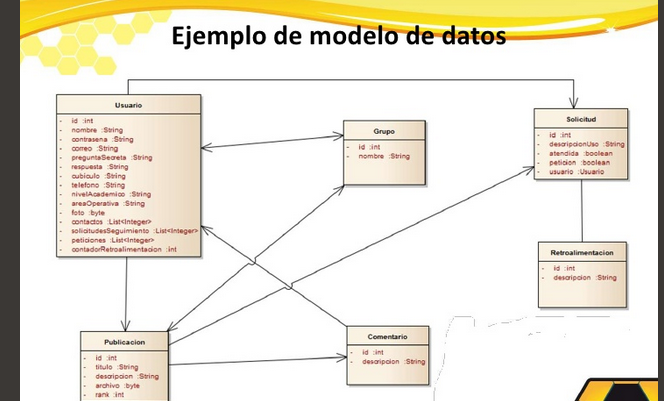 Ejemplo de modelo de datos
Usuario
- id :int
- nombre :String
- contrasena :String
- correo :String
- preguntaSecreta :String
- respuesta :String
- cubiculo :String
- telefono :String
- nivelAcademico :String
- areaOperativa :String
- foto :byte
- contactos :List<Integer>
- solicitudesSeguimiento :List<Integer>
- peticiones :List<Integer>
- contadorRetroalimentacion :int
Grupo
- id :int
- nombre :String
Solicitud
- id :int
- descripcionUso :String
- atendida :boolean
- peticion :boolean
- usuario :Usuario
Retroalimentacion
- id :int
- descripcion :String
Publicacion
- id :int
- titulo :String
- descripcion :String
- archivo :byte
- rank :int
Comentario
- id :int
- descripcion :String